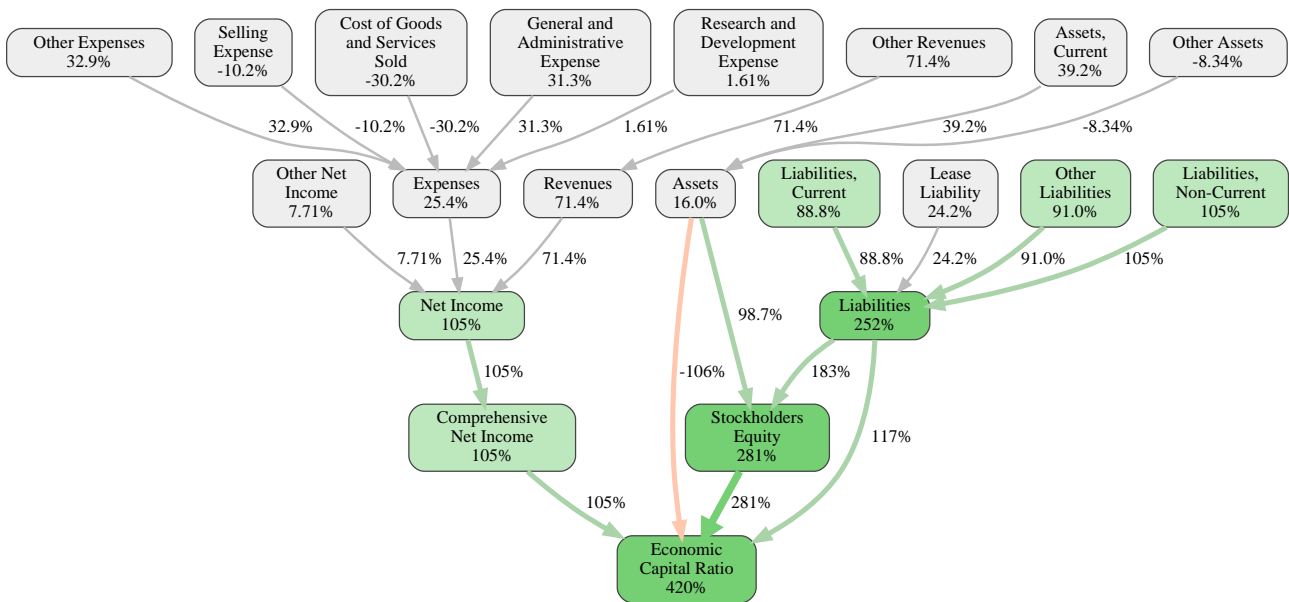 Other Expenses
32.9%
Selling
Expense
-10.2%
Cost of Goods
and Services
Sold
-30.2%
General and
Administrative
Expense
31.3%
Research and
Development
Expense
1.61%
Other Revenues
71.4%
Assets,
Current
39.2%
Other Assets
-8.34%
32.9%
-10.2%
-30.2%
31.3%
1.61%
71.4%
39.2%
-8.34%
Other Net
Income
7.71%
Expenses
25.4%
Revenues
71.4%
Assets
16.0%
Liabilities,
Current
88.8%
Lease
Liability
24.2%
Other
Liabilities
91.0%
Liabilities,
Non-Current
105%
7.71%
25.4%
71.4%
88.8%
24.2%
91.0%
105%
Net Income
105%
98.7%
Liabilities
252%
105%
-106%
183%
Comprehensive
Net Income
105%
Stockholders
Equity
281%
117%
105%
281%
Economic
Capital Ratio
420%